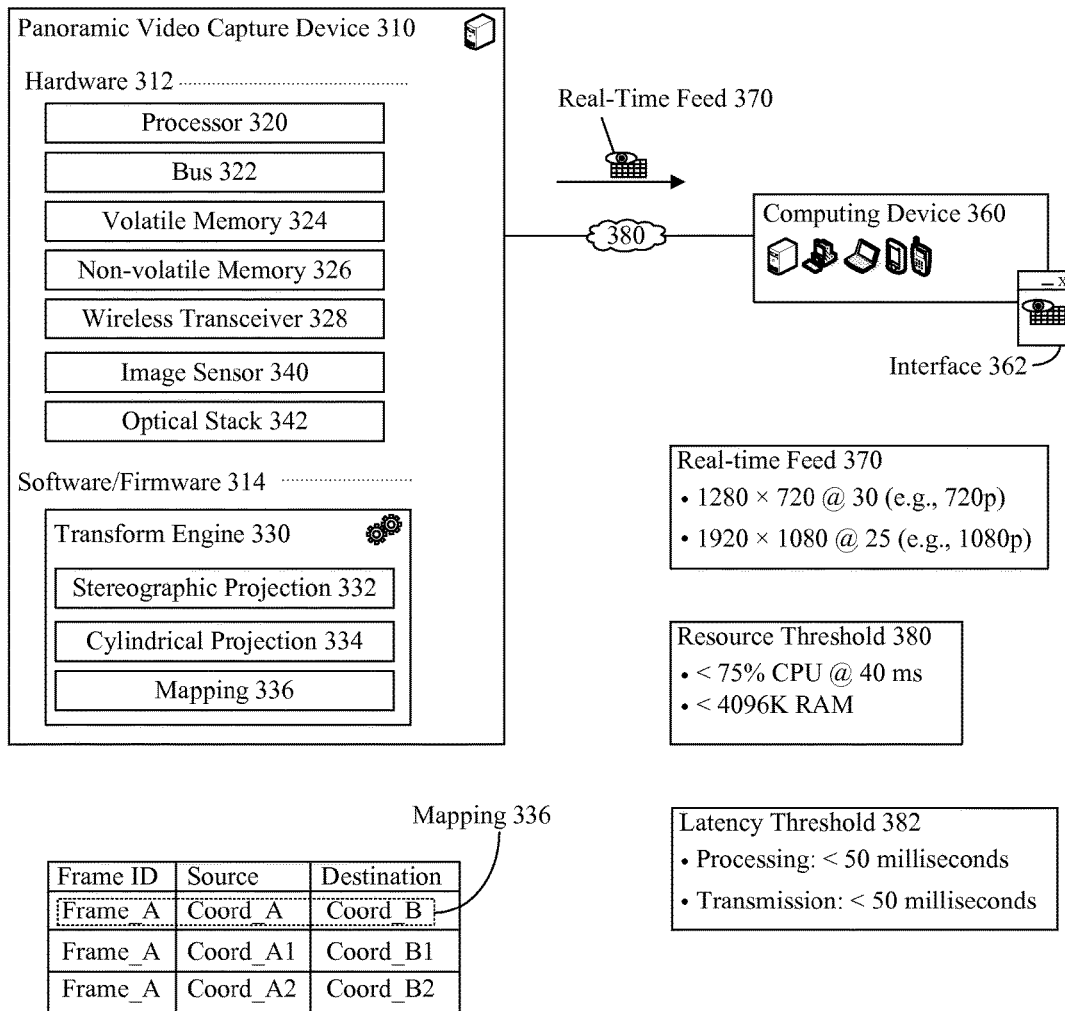 Panoramic Video Capture Device 310
Hardware 312
Processor 320
Bus 322
Volatile Memory 324
Non-volatile Memory 326
Wireless Transceiver 328
Image Sensor 340
Optical Stack 342
Software/Firmware 314
Transform Engine 330
Stereographic Projection 332
Cylindrical Projection 334
Mapping 336
Real-Time Feed 370
380
Computing Device 360
_ x
Interface 362
Real-time Feed 370
• 1280 × 720 @ 30 (e.g., 720p)
• 1920 × 1080 @ 25 (e.g., 1080p)
Resource Threshold 380
• < 75% CPU @ 40 ms
• < 4096K RAM
Latency Threshold 382
• Processing: < 50 milliseconds
• Transmission: < 50 milliseconds
Mapping 336
Frame ID Source Destination
Frame_A Coord_A Coord_B
Frame_A Coord_A1 Coord_B1
Frame_A Coord_A2 Coord_B2